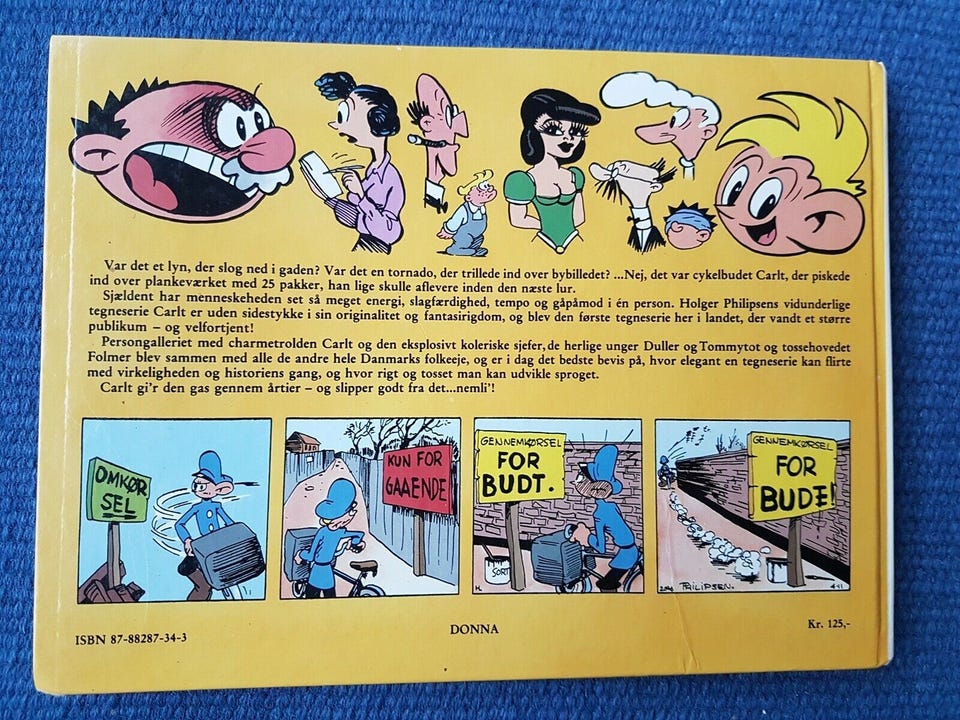 Var det et lyn, der slog ned i gaden? Var det en tornado, der trillede ind over bybilledet? ...Nej, det var cykelbudet Carlt, der piskede
ind over plankeværket med 25 pakker, han lige skulle aflevere inden den næste lur.
Sjældent har menneskeheden set så meget energi, slagfærdighed, tempo og gåpåmod i én person. Holger Philipsens vidunderlige
tegneserie Carlt er uden sidestykke i sin originalitet og fantasirigdom, og blev den første tegneserie her i landet, der vandt et større
publikum – og velfortjent!
Persongalleriet med charmetrolden Carlt og den eksplosivt koleriske sjefer, de herlige unger Duller og Tommytot og tossehovedet
Folmer blev sammen med alle de andre hele Danmarks folkeeje, og er i dag det bedste bevis på, hvor elegant en tegneserie kan flirte
med virkeligheden og historiens gang, og hvor rigt og tosset man kan udvikle sproget.
Carlt gi'r den gas gennem årtier – og slipper godt fra det...nemli'!
OMKØR
SEL
KUN FOR
GAAENDE
GENNEMKØRSEL
FOR
BUDT.
SORT
GENNEMKØRSEL
FOR
BUDE!
H.
PHILIPSEN.
4-11
ISBN 87-88287-34-3
DONNA
Kr. 125,-